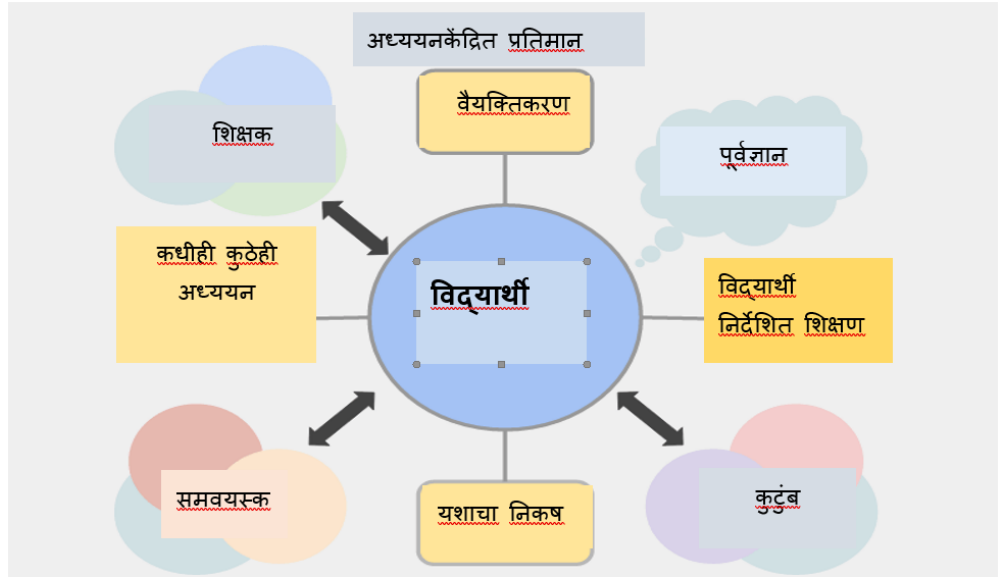 अध्ययनकेंद्रित प्रतिमान
वैयक्तिकरण
शिक्षक
पूर्वज्ञान
कधीही कुठेही
अध्ययन
विद्यार्थी
विद्यार्थी
निर्देशित शिक्षण
समवयस्क
यशाचा निकष
कुटुंब